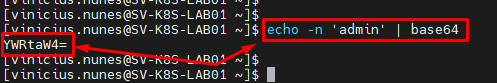 [vinicius.nunes@SV-K8S-LAB01 ~]$
[vinicius.nunes@SV-K8S-LAB01 ~]$ echo -n 'admin' | base64
YWRtaW4=
[vinicius.nunes@SV-K8S-LAB01 ~]$
[vinicius.nunes@SV-K8S-LAB01 ~]$